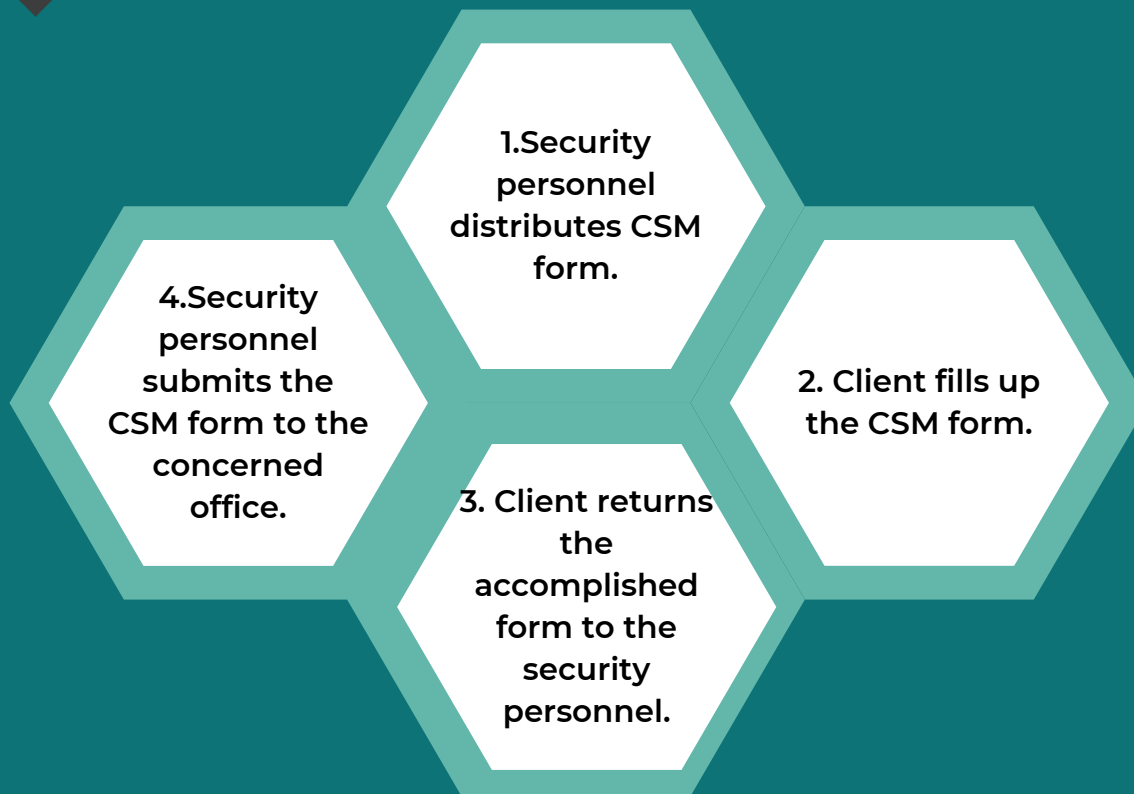 1.Security
personnel
distributes CSM
form.
2. Client fills up
the CSM form.
3. Client returns
the
accomplished
form to the
security
personnel.
4.Security
personnel
submits the
CSM form to the
concerned
office.